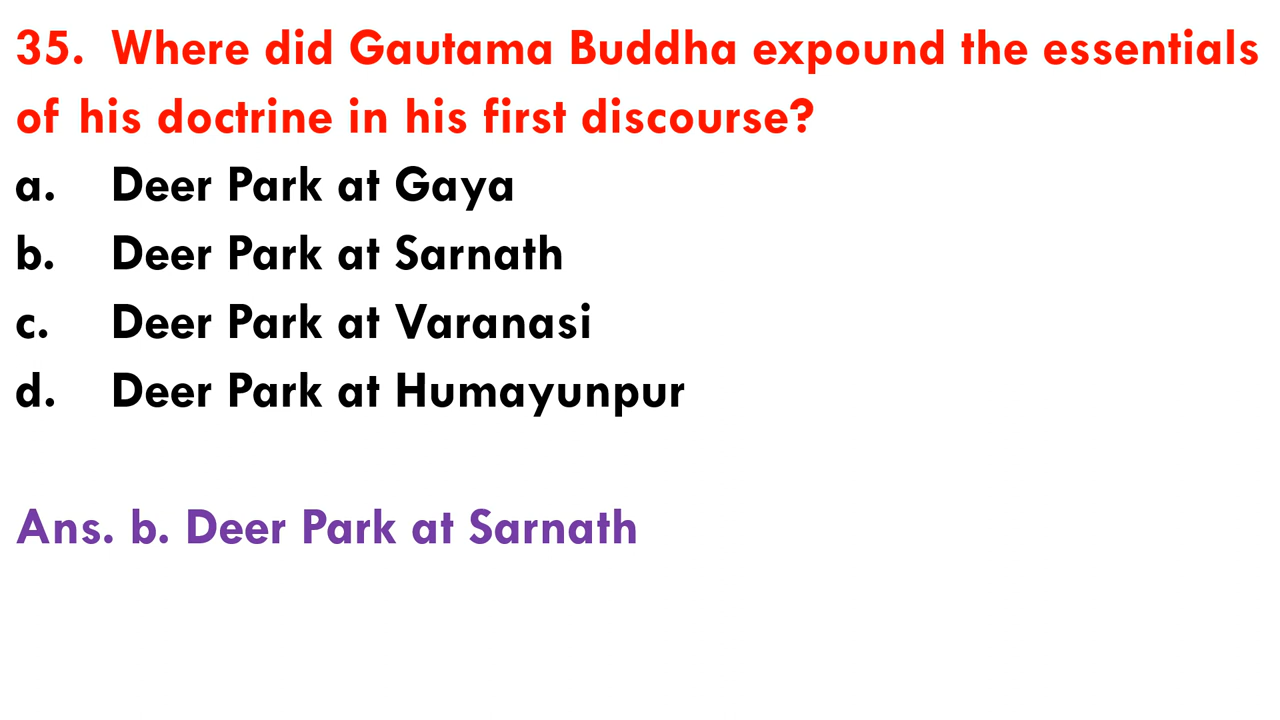 35. Where did Gautama Buddha expound the essentials
of his doctrine in his first discourse?
a. Deer Park at Gaya
b. Deer Park at Sarnath
c. Deer Park at Varanasi
d. Deer Park at Humayunpur
Ans. b. Deer Park at Sarnath